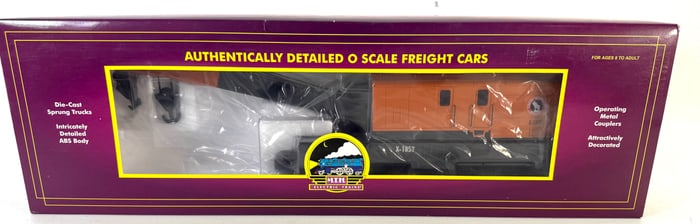 AUTHENTICALLY DETAILED O SCALE FREIGHT CARS
FOR AGES 8 TO ADULT
Die-Cast
Sprung Trucks
Intricately
Detailed
ABS Body
Operating
Metal
Couplers
Attractively
Decorated
X-1857
M.T.H.
ELECTRIC TRAINS